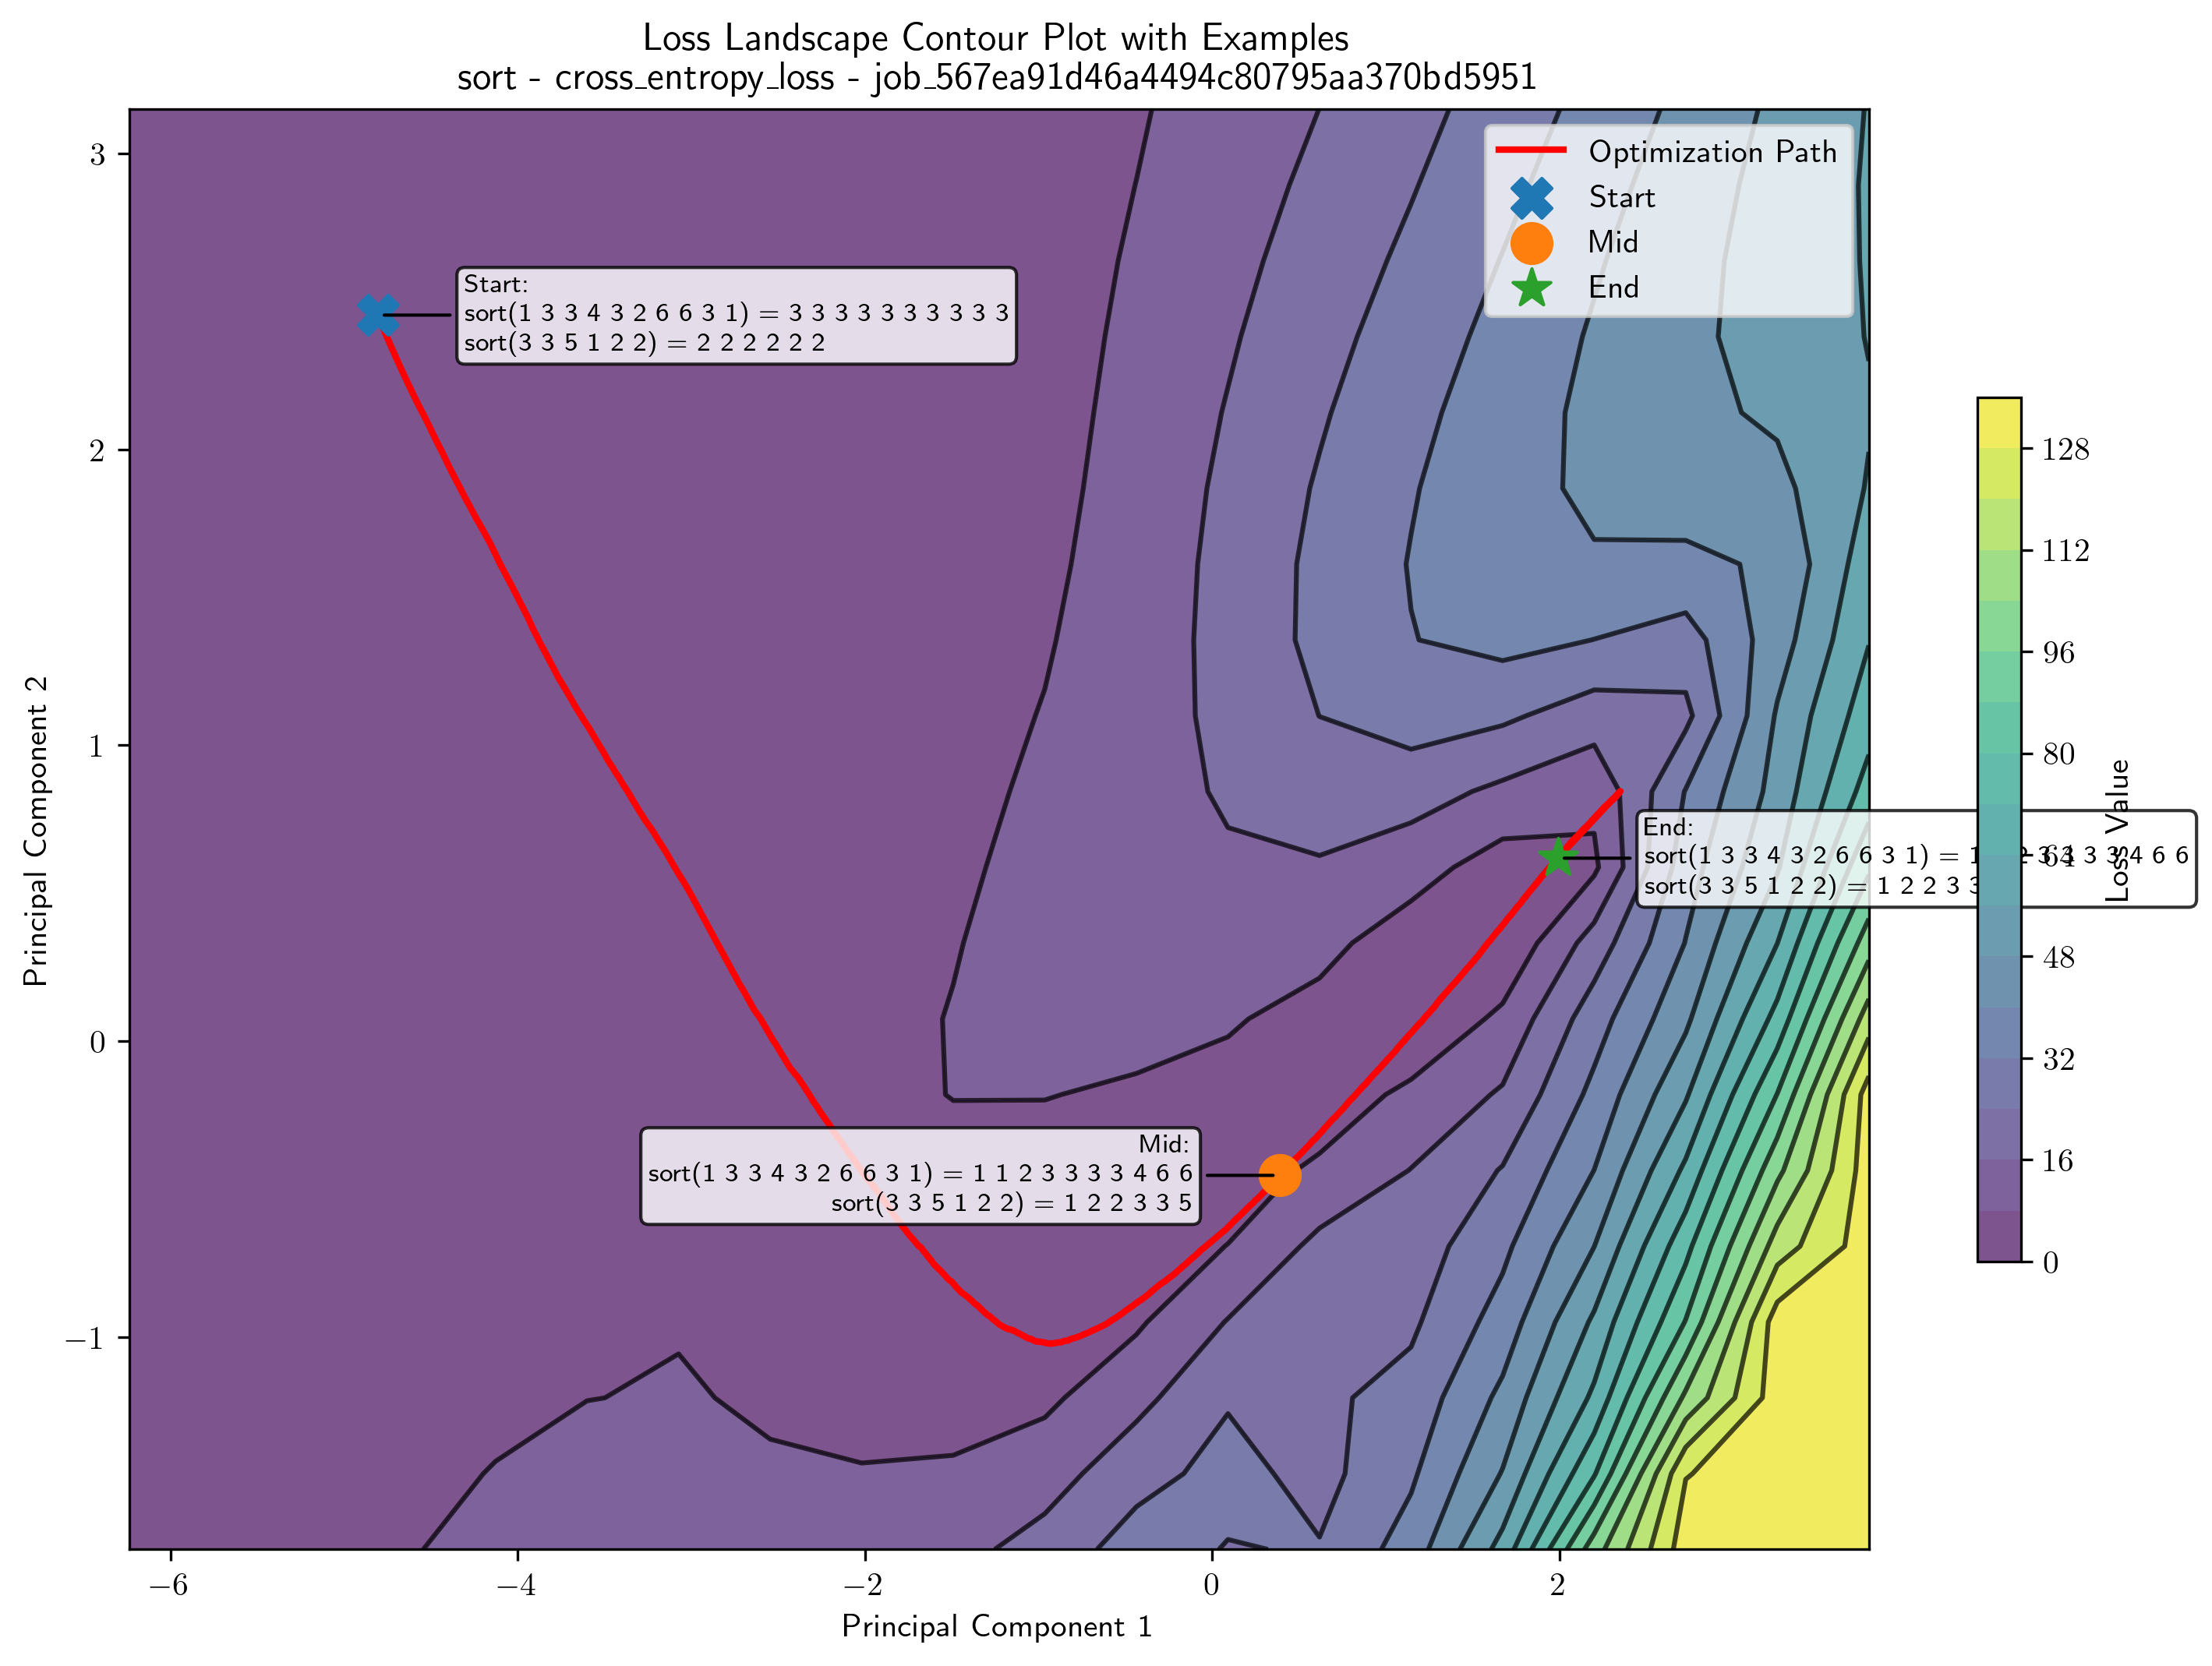 Loss Landscape Contour Plot with Examples
sort - cross_entropy_loss - job_567ea91d46a4494c80795aa370bd5951
Optimization Path
Start
Mid
End
Start:
sort(1 3 3 4 3 2 6 6 3 1) = 3 3 3 3 3 3 3 3 3 3
sort(3 3 5 1 2 2) = 2 2 2 2 2 2
Mid:
sort(1 3 3 4 3 2 6 6 3 1) = 1 1 2 3 3 3 3 4 6 6
sort(3 3 5 1 2 2) = 1 2 2 3 3 5
End:
sort(1 3 3 4 3 2 6 6 3 1) = 1 2 3 3 3 3 4 6 6
sort(3 3 5 1 2 2) = 1 2 2 3 3
3
2
1
0
−1
Principal Component 2
−6
−4
−2
0
2
Principal Component 1
128
112
96
80
64
48
32
16
0
Loss Value